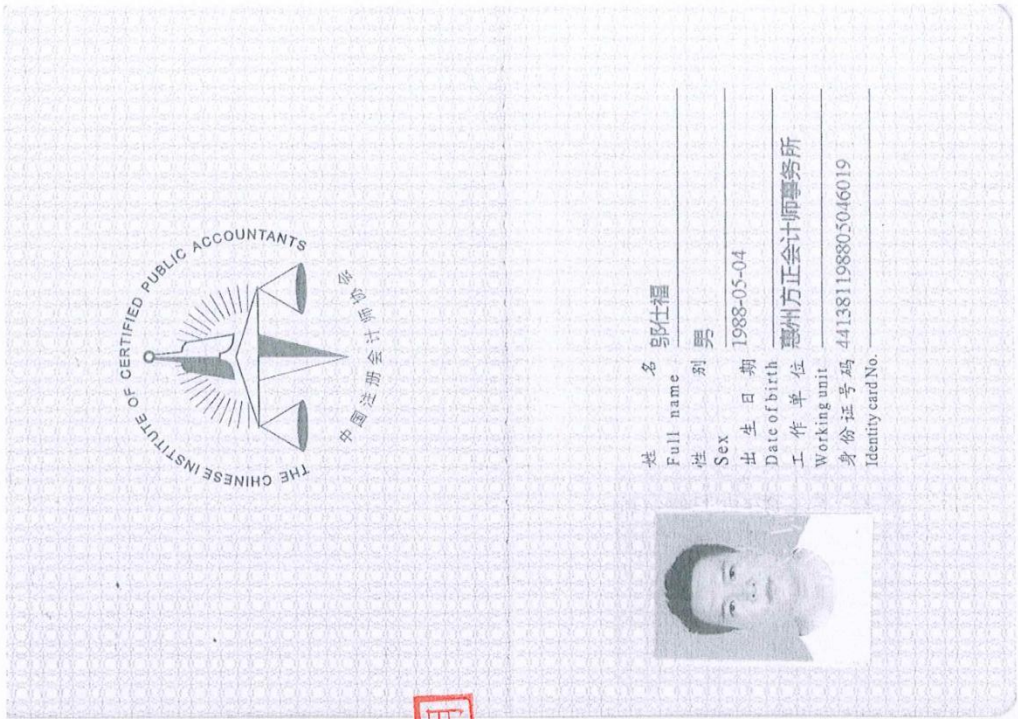 THE CHINESE INSTITUTE OF CERTIFIED PUBLIC ACCOUNTANTS
中国注册会计师协会
姓 名 邬仕福
Full name
性 别 男
Sex
出生日期 1988-05-04
Date of birth
工作单位 惠州方正会计师事务所
Working unit
身份证号码 441381198805046019
Identity card No.